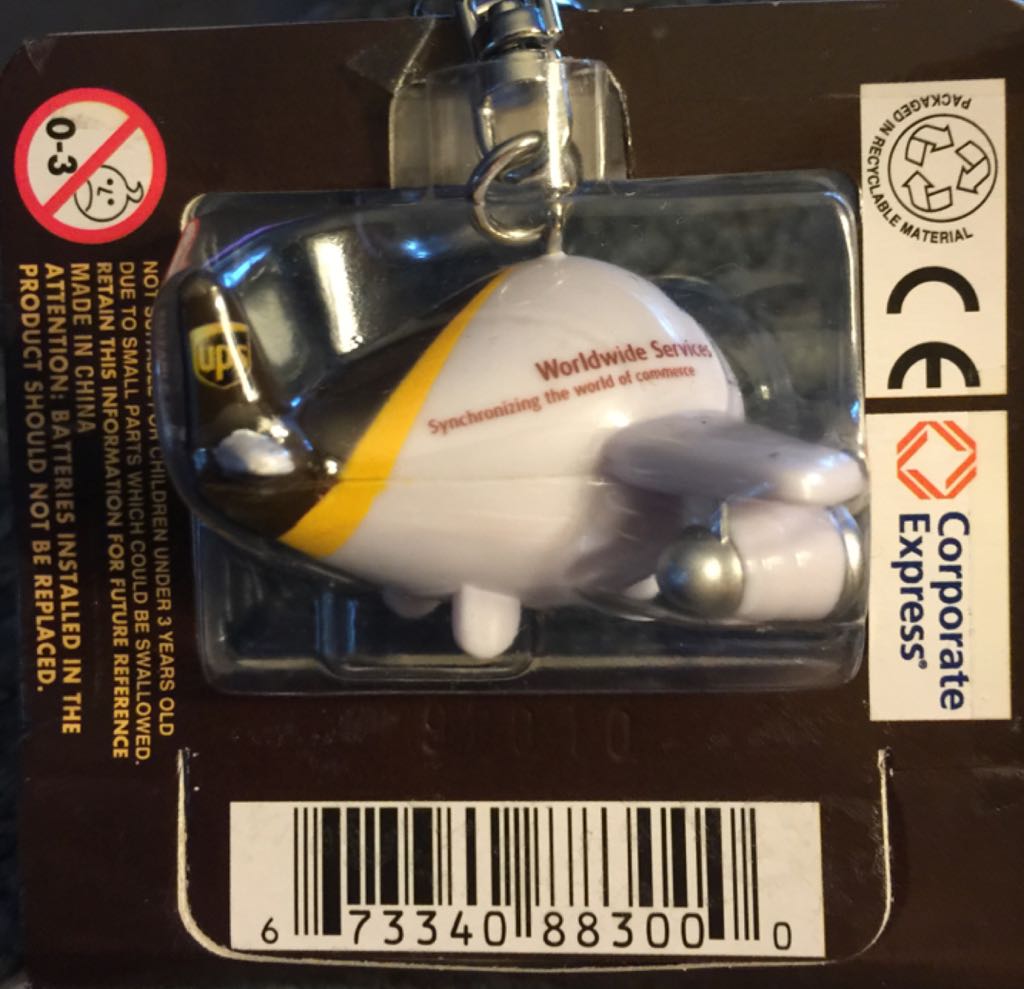 0-3
NOT SUITABLE FOR CHILDREN UNDER 3 YEARS OLD
DUE TO SMALL PARTS WHICH COULD BE SWALLOWED.
RETAIN THIS INFORMATION FOR FUTURE REFERENCE
MADE IN CHINA
ATTENTION: BATTERIES INSTALLED IN THE
PRODUCT SHOULD NOT BE REPLACED.
ups
Worldwide Services
Synchronizing the world of commerce
PACKAGED IN RECYCLABLE MATERIAL
CE
Corporate
Express®
6 73340 88300 0